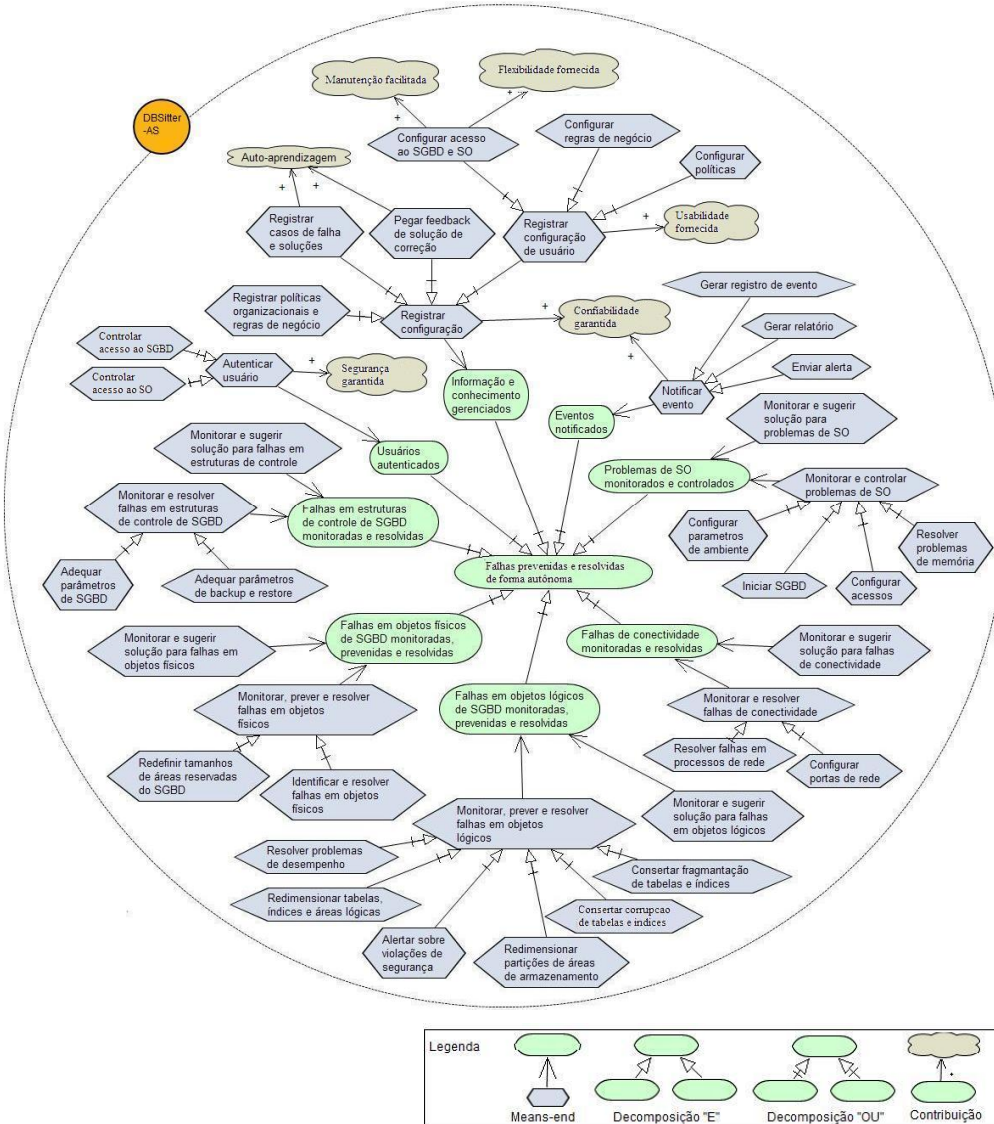 DBSitter
-AS
Manutenção facilitada
Flexibilidade fornecida
Configurar acesso
ao SGBD e SO
Configurar
regras de negócio
Configurar
políticas
Auto-aprendizagem
Registrar
casos de falha
e soluções
Pegar feedback
de solução de
correção
Registrar
configuração
de usuário
Usabilidade
fornecida
Registrar políticas
organizacionais e
regras de negócio
Registrar
configuração
Confiabilidade
garantida
Gerar registro de evento
Gerar relatório
Enviar alerta
Notificar
evento
Controlar
acesso ao SGBD
Controlar
acesso ao SO
Autenticar
usuário
Segurança
garantida
Informação e
conhecimento
gerenciados
Eventos
notificados
Usuários
autenticados
Monitorar e sugerir
solução para
problemas de SO
Problemas de SO
monitorados e controlados
Monitorar e controlar
problemas de SO
Monitorar e sugerir
solução para falhas em
estruturas de controle
Monitorar e resolver
falhas em estruturas
de controle de SGBD
Falhas em estruturas
de controle de SGBD
monitoradas e resolvidas
Configurar
parametros
de ambiente
Resolver
problemas
de memória
Iniciar SGBD
Configurar
acessos
Adequar
parâmetros
de SGBD
Adequar parâmetros
de backup e restore
Falhas prevenidas e resolvidas
de forma autônoma
Monitorar e sugerir
solução para falhas em
objetos físicos
Falhas em objetos físicos
de SGBD monitoradas,
prevenidas e resolvidas
Falhas de conectividade
monitoradas e resolvidas
Monitorar e sugerir
solução para falhas
de conectividade
Monitorar, prever e resolver
falhas em objetos
físicos
Falhas em objetos lógicos
de SGBD monitoradas,
prevenidas e resolvidas
Monitorar e resolver
falhas de conectividade
Redefinir tamanhos
de áreas reservadas
do SGBD
Identificar e resolver
falhas em objetos
físicos
Resolver falhas em
processos de rede
Configurar
portas de rede
Monitorar, prever e resolver
falhas em objetos
lógicos
Monitorar e sugerir
solução para falhas
em objetos lógicos
Resolver problemas
de desempenho
Redimensionar tabelas,
índices e áreas lógicas
Alertar sobre
violações de
segurança
Redimensionar
partições de áreas
de armazenamento
Consertar corrupcao
de tabelas e indices
Consertar fragmantação
de tabelas e índices
Legenda
Means-end
Decomposição "E"
Decomposição "OU"
Contribuição